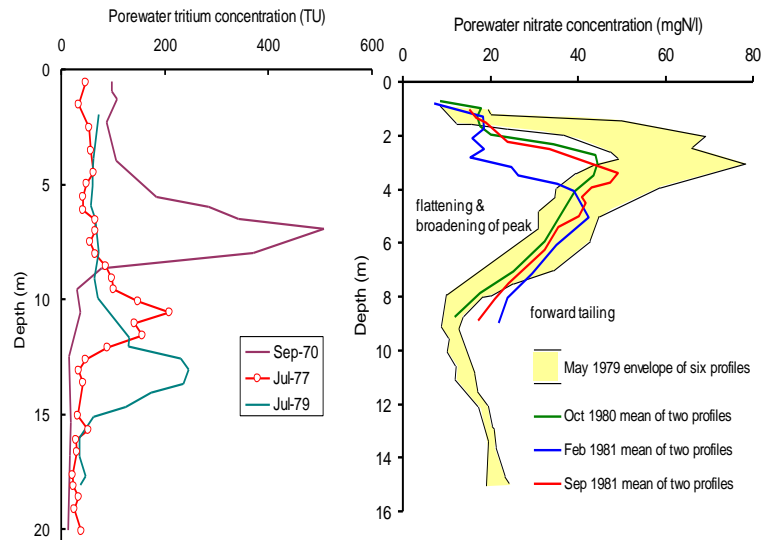 Porewater tritium concentration (TU)
0 200 400 600
0
5
10
15
20
Depth (m)
Sep-70
Jul-77
Jul-79
Porewater nitrate concentration (mgN/l)
0 20 40 60 80
0
2
4
6
8
10
12
14
16
Depth (m)
flattening &
broadening of peak
forward tailing
May 1979 envelope of six profiles
Oct 1980 mean of two profiles
Feb 1981 mean of two profiles
Sep 1981 mean of two profiles